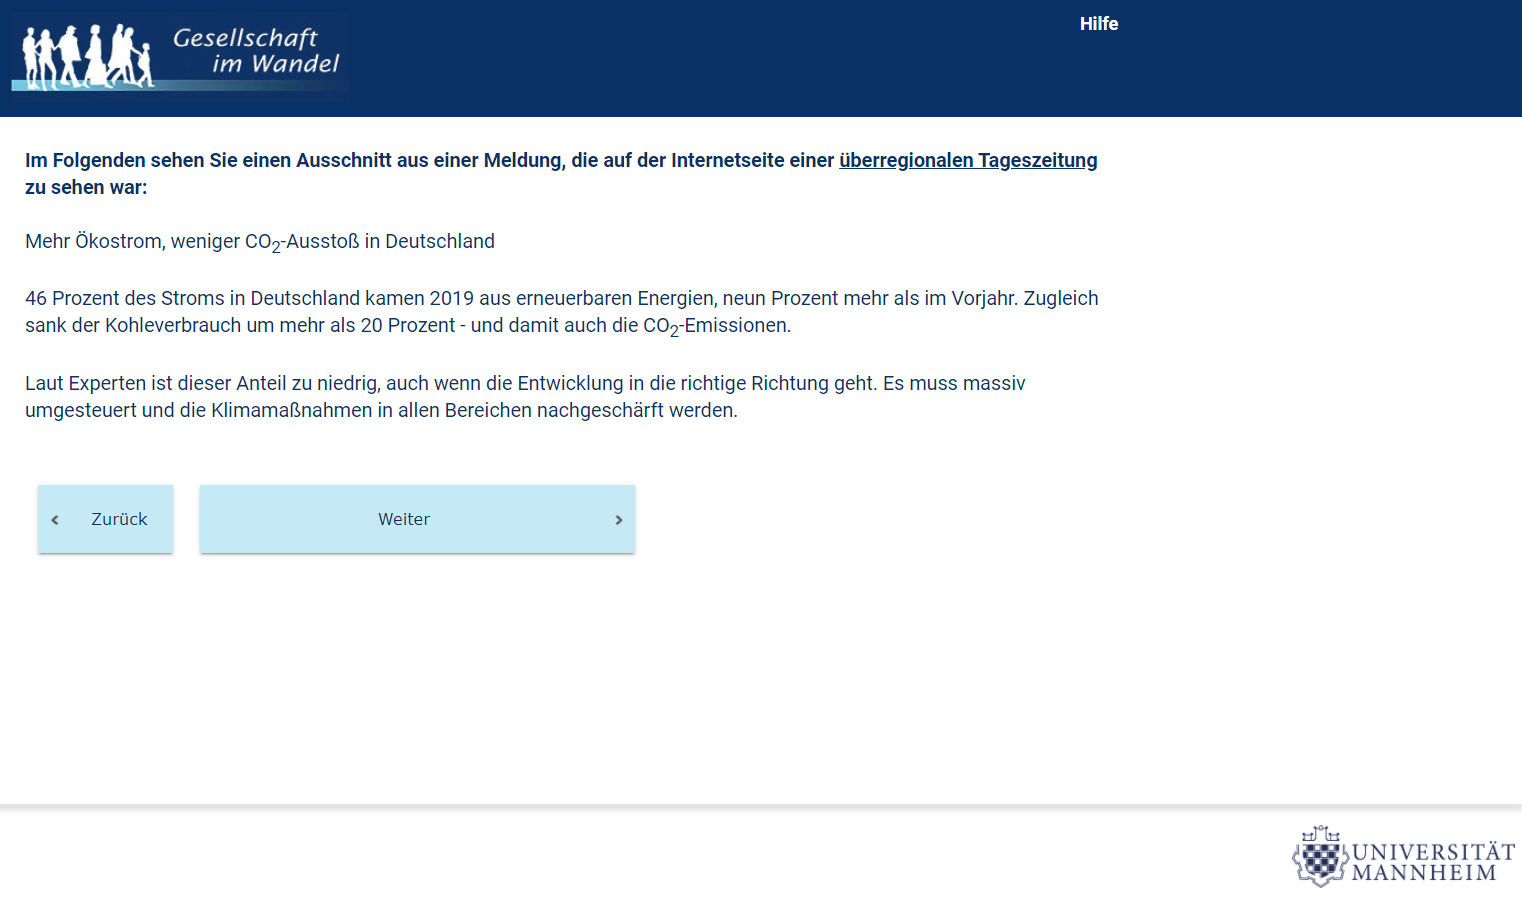 Gesellschaft
im Wandel
Hilfe
Im Folgenden sehen Sie einen Ausschnitt aus einer Meldung, die auf der Internetseite einer überregionalen Tageszeitung
zu sehen war:
Mehr Ökostrom, weniger CO₂-Ausstoß in Deutschland
46 Prozent des Stroms in Deutschland kamen 2019 aus erneuerbaren Energien, neun Prozent mehr als im Vorjahr. Zugleich
sank der Kohleverbrauch um mehr als 20 Prozent - und damit auch die CO₂-Emissionen.
Laut Experten ist dieser Anteil zu niedrig, auch wenn die Entwicklung in die richtige Richtung geht. Es muss massiv
umgesteuert und die Klimamaßnahmen in allen Bereichen nachgeschärft werden.
Zurück
Weiter
UNIVERSITÄT
MANNHEIM